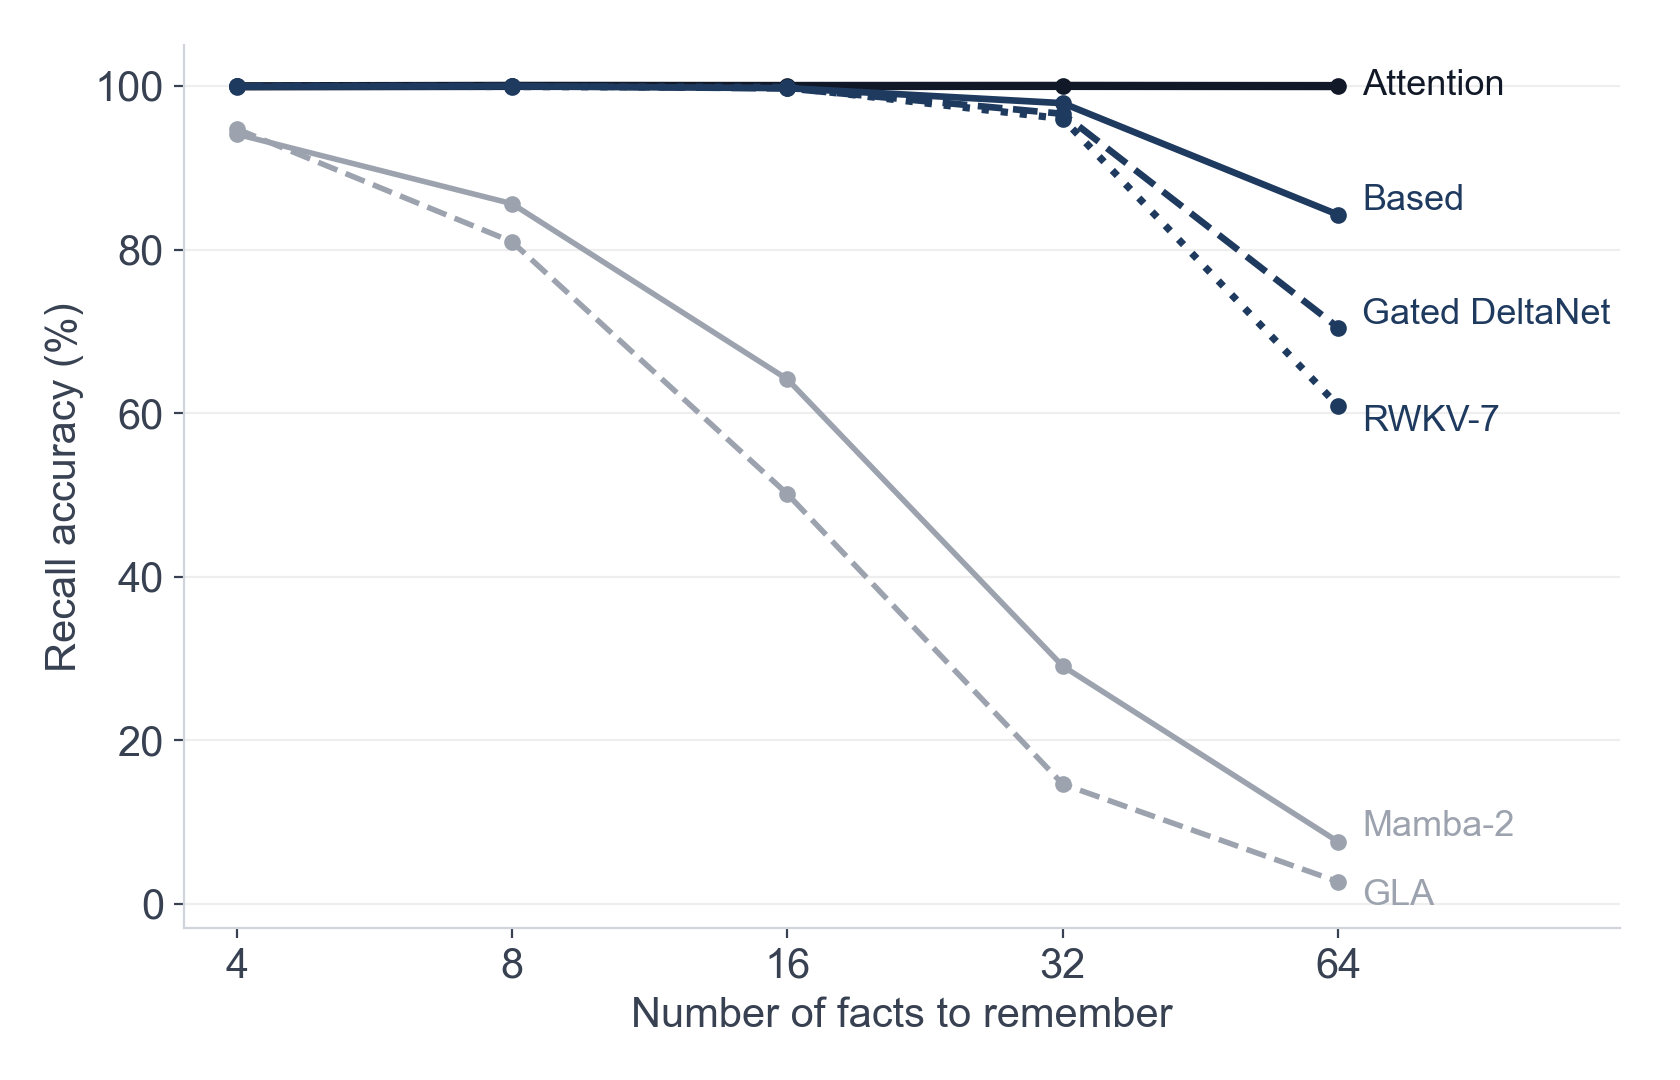 100
80
60
40
20
0
Recall accuracy (%)
Attention
Based
Gated DeltaNet
RWKV-7
Mamba-2
GLA
4 8 16 32 64
Number of facts to remember